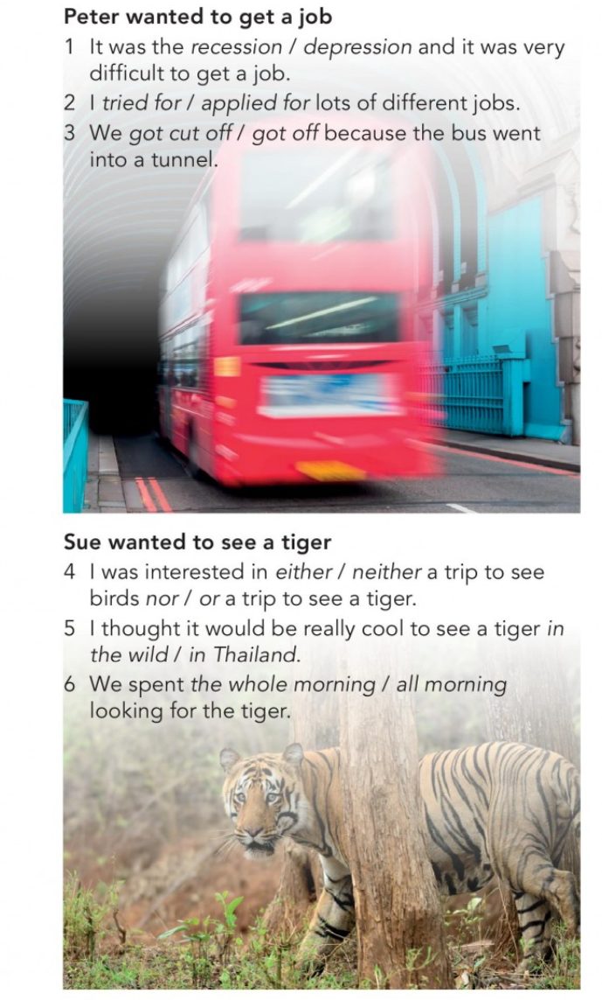 Peter wanted to get a job
1 It was the recession / depression and it was very
difficult to get a job.
2 I tried for / applied for lots of different jobs.
3 We got cut off / got off because the bus went
into a tunnel.
Sue wanted to see a tiger
4 I was interested in either / neither a trip to see
birds nor / or a trip to see a tiger.
5 I thought it would be really cool to see a tiger in
the wild / in Thailand.
6 We spent the whole morning / all morning
looking for the tiger.